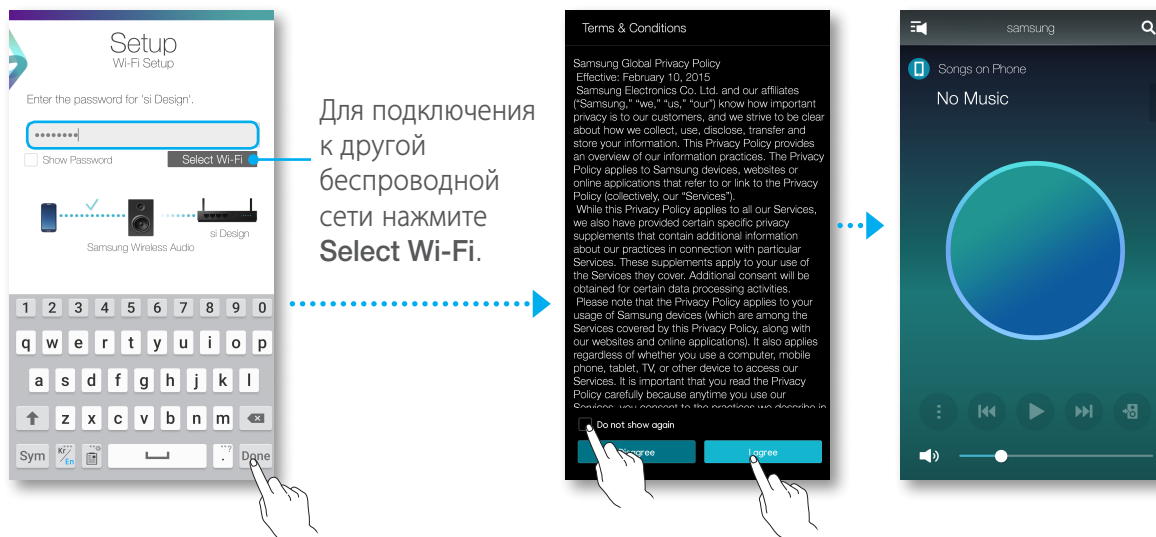 Setup
Wi-Fi Setup
Enter the password for 'si Design'.
••••••••
Show Password
Select Wi-Fi
Samsung Wireless Audio
si Design
1 2 3 4 5 6 7 8 9 0
q w e r t y u i o p
a s d f g h j k l
z x c v b n m
Sym Kr/En . Done
Для подключения
к другой
беспроводной
сети нажмите
Select Wi-Fi.
Terms & Conditions
Samsung Global Privacy Policy
Effective: February 10, 2015
Samsung Electronics Co. Ltd. and our affiliates
(“Samsung,” “we,” “us,” “our”) know how important
privacy is to our customers, and we strive to be clear
about how we collect, use, disclose, transfer and
store your information. This Privacy Policy provides
an overview of our information practices. The Privacy
Policy applies to Samsung devices, websites or
online applications that refer to or link to the Privacy
Policy (collectively, our “Services”).
While this Privacy Policy applies to all our Services,
we also have provided certain specific privacy
supplements that contain additional information
about our practices in connection with particular
Services. These supplements apply to your use of
the Services they cover. Additional consent will be
obtained for certain data processing activities.
Please note that the Privacy Policy applies to your
usage of Samsung devices (which are among the
Services covered by this Privacy Policy, along with
our websites and online applications). It also applies
regardless of whether you use a computer, mobile
phone, tablet, TV, or other device to access our
Services. It is important that you read the Privacy
Policy carefully because anytime you use our
Services, you consent to the practices we describe in
Do not show again
Disagree
I agree
samsung
Songs on Phone
No Music